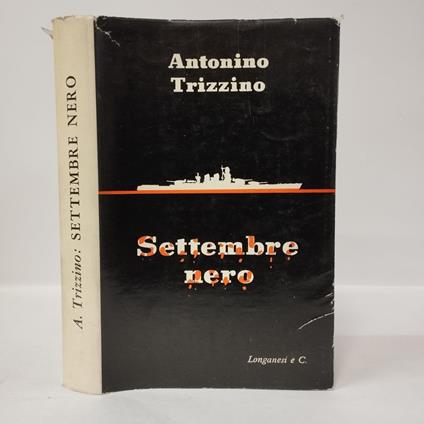 A. Trizzino: SETTEMBRE NERO
Antonino
Trizzino
Settembre
nero
Longanesi e C.